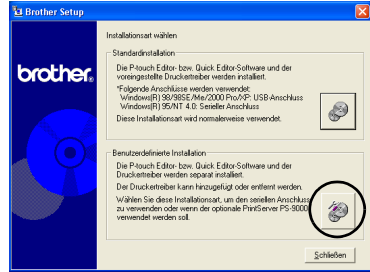 Brother Setup
Installationsart wählen
brother.
Standardinstallation
Die P-touch Editor- bzw. Quick Editor-Software und der
voreingestellte Druckertreiber werden installiert.
*Folgende Anschlüsse werden verwendet:
Windows(R) 98/98SE/Me/2000 Pro/XP: USB-Anschluss
Windows(R) 95/NT 4.0: Serieller Anschluss
Diese Installationsart wird normalerweise verwendet.
Benutzerdefinierte Installation
Die P-touch Editor- bzw. Quick Editor-Software und der
Druckertreiber werden separat installiert.
Der Druckertreiber kann hinzugefügt oder entfernt werden.
Wählen Sie diese Installationsart, um den seriellen Anschluss
zu verwenden oder wenn der optionale PrintServer PS-9000
verwendet werden soll.
Schließen